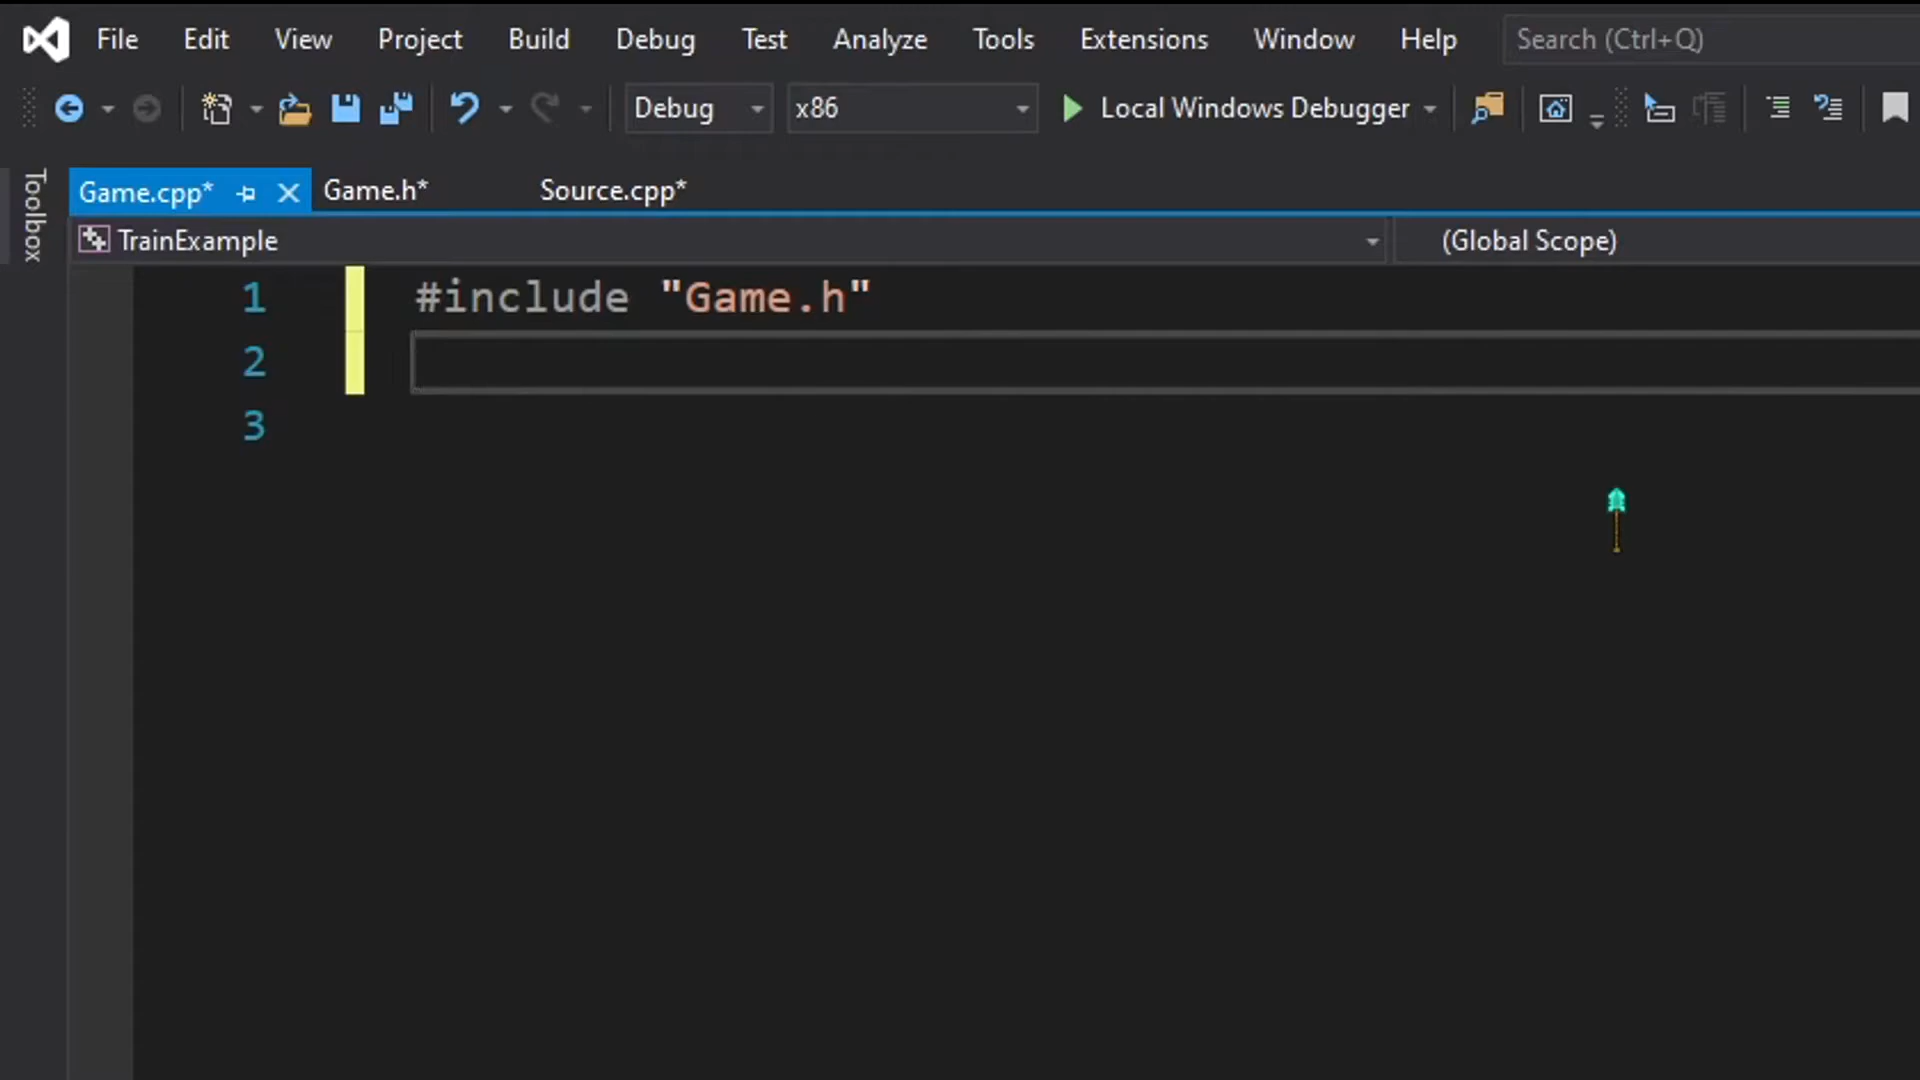 File Edit View Project Build Debug Test Analyze Tools Extensions Window Help Search (Ctrl+Q)
Debug x86 Local Windows Debugger
Toolbox
Game.cpp* Game.h* Source.cpp*
TrainExample (Global Scope)
1 #include "Game.h"
2
3